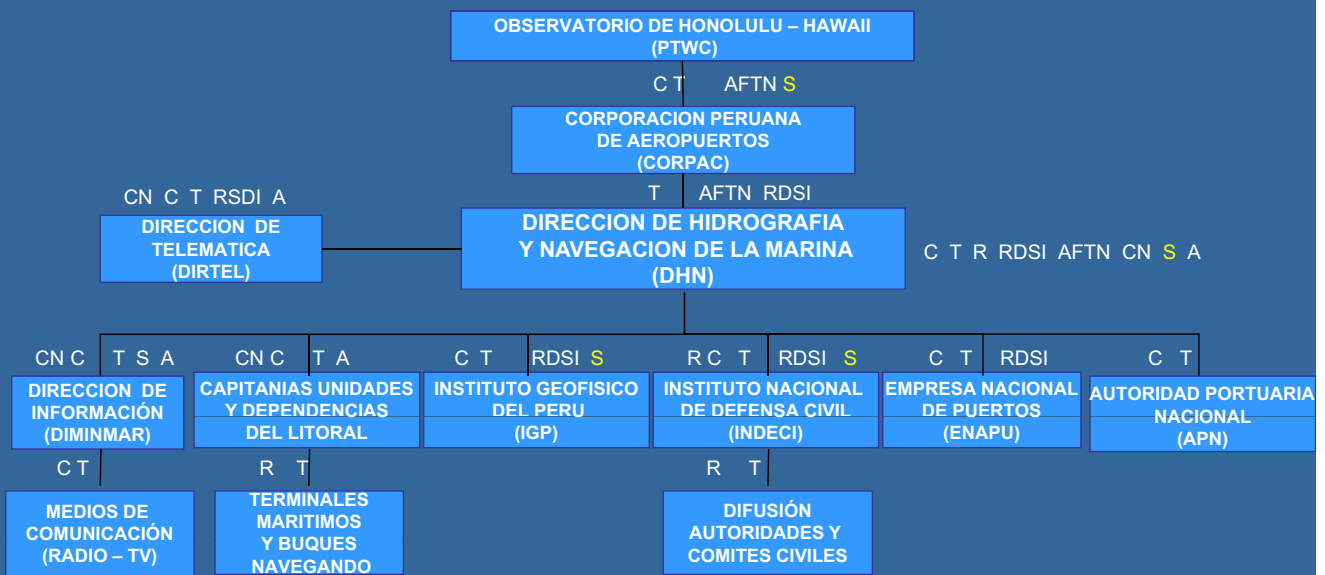 OBSERVATORIO DE HONOLULU – HAWAII
(PTWC)
C T AFTN S
CORPORACION PERUANA
DE AEROPUERTOS
(CORPAC)
T AFTN RDSI
CN C T RSDI A
DIRECCION DE
TELEMATICA
(DIRTEL)
DIRECCION DE HIDROGRAFIA
Y NAVEGACION DE LA MARINA
(DHN)
C T R RDSI AFTN CN S A
CN C T S A
DIRECCION DE
INFORMACIÓN
(DIMINMAR)
CN C T A
CAPITANIAS UNIDADES
Y DEPENDENCIAS
DEL LITORAL
C T RDSI S
INSTITUTO GEOFISICO
DEL PERU
(IGP)
R C T RDSI S
INSTITUTO NACIONAL
DE DEFENSA CIVIL
(INDECI)
C T RDSI
EMPRESA NACIONAL
DE PUERTOS
(ENAPU)
C T
AUTORIDAD PORTUARIA
NACIONAL
(APN)
C T
MEDIOS DE
COMUNICACIÓN
(RADIO – TV)
R T
TERMINALES
MARITIMOS
Y BUQUES
NAVEGANDO
R T
DIFUSIÓN
AUTORIDADES Y
COMITES CIVILES